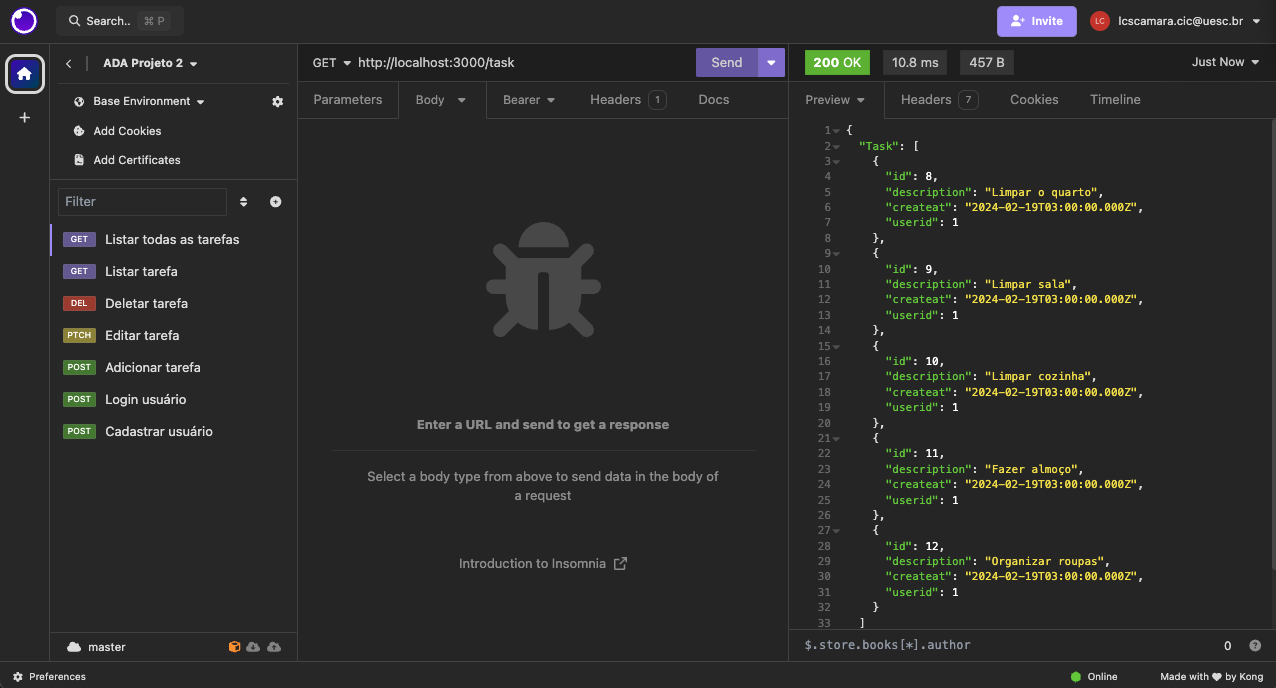 Search.. ⌘ P
Invite
LC lcscamara.cic@uesc.br
ADA Projeto 2
Base Environment
Add Cookies
Add Certificates
Filter
GET Listar todas as tarefas
GET Listar tarefa
DEL Deletar tarefa
PTCH Editar tarefa
POST Adicionar tarefa
POST Login usuário
POST Cadastrar usuário
master
GET http://localhost:3000/task Send
Parameters Body Bearer Headers 1 Docs
Enter a URL and send to get a response
Select a body type from above to send data in the body of
a request
Introduction to Insomnia
200 OK 10.8 ms 457 B Just Now
Preview Headers 7 Cookies Timeline
1 {
2 "Task": [
3 {
4 "id": 8,
5 "description": "Limpar o quarto",
6 "createat": "2024-02-19T03:00:00.000Z",
7 "userid": 1
8 },
9 {
10 "id": 9,
11 "description": "Limpar sala",
12 "createat": "2024-02-19T03:00:00.000Z",
13 "userid": 1
14 },
15 {
16 "id": 10,
17 "description": "Limpar cozinha",
18 "createat": "2024-02-19T03:00:00.000Z",
19 "userid": 1
20 },
21 {
22 "id": 11,
23 "description": "Fazer almoço",
24 "createat": "2024-02-19T03:00:00.000Z",
25 "userid": 1
26 },
27 {
28 "id": 12,
29 "description": "Organizar roupas",
30 "createat": "2024-02-19T03:00:00.000Z",
31 "userid": 1
32 }
33 ]
$.store.books[*].author 0 ?
Preferences
Online
Made with ♥ by Kong